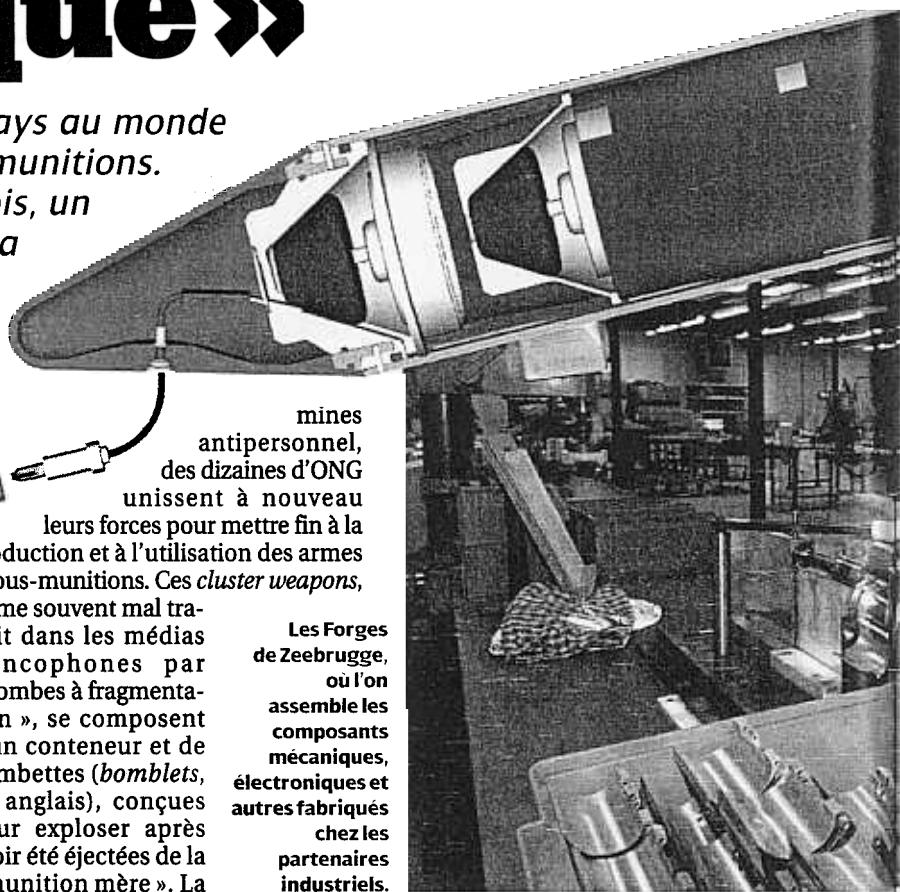 que »
ays au monde
munitions.
is, un
a
mines
antipersonnel,
des dizaines d'ONG
unissent à nouveau
leurs forces pour mettre fin à la
duction et à l'utilisation des armes
ous-munitions. Ces cluster weapons,
me souvent mal tra-
it dans les médias
ncophones par
ombes à fragmenta-
n », se composent
un conteneur et de
mbettes (bomblets,
anglais), conçues
ur exploser après
oir été éjectées de la
unition mère ». La
Les Forges
de Zeebrugge,
où l'on
assemble les
composants
mécaniques,
électroniques et
autres fabriqués
chez les
partenaires
industriels.